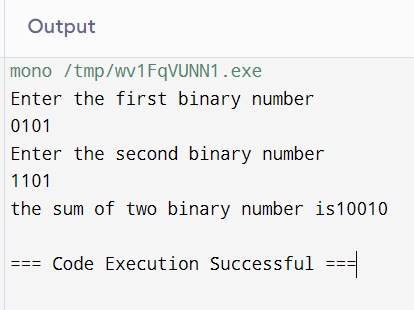 Output
mono /tmp/wv1FqVUNN1.exe
Enter the first binary number
0101
Enter the second binary number
1101
the sum of two binary number is10010
=== Code Execution Successful ===